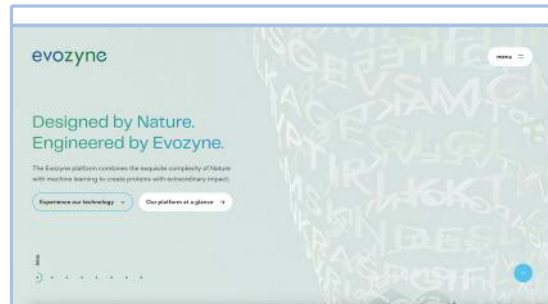 evozyne
menu
Designed by Nature.
Engineered by Evozyne.
The Evozyne platform combines the exquisite complexity of Nature
with machine learning to create proteins with extraordinary impact.
Experience our technology
Our platform at a glance
Intro